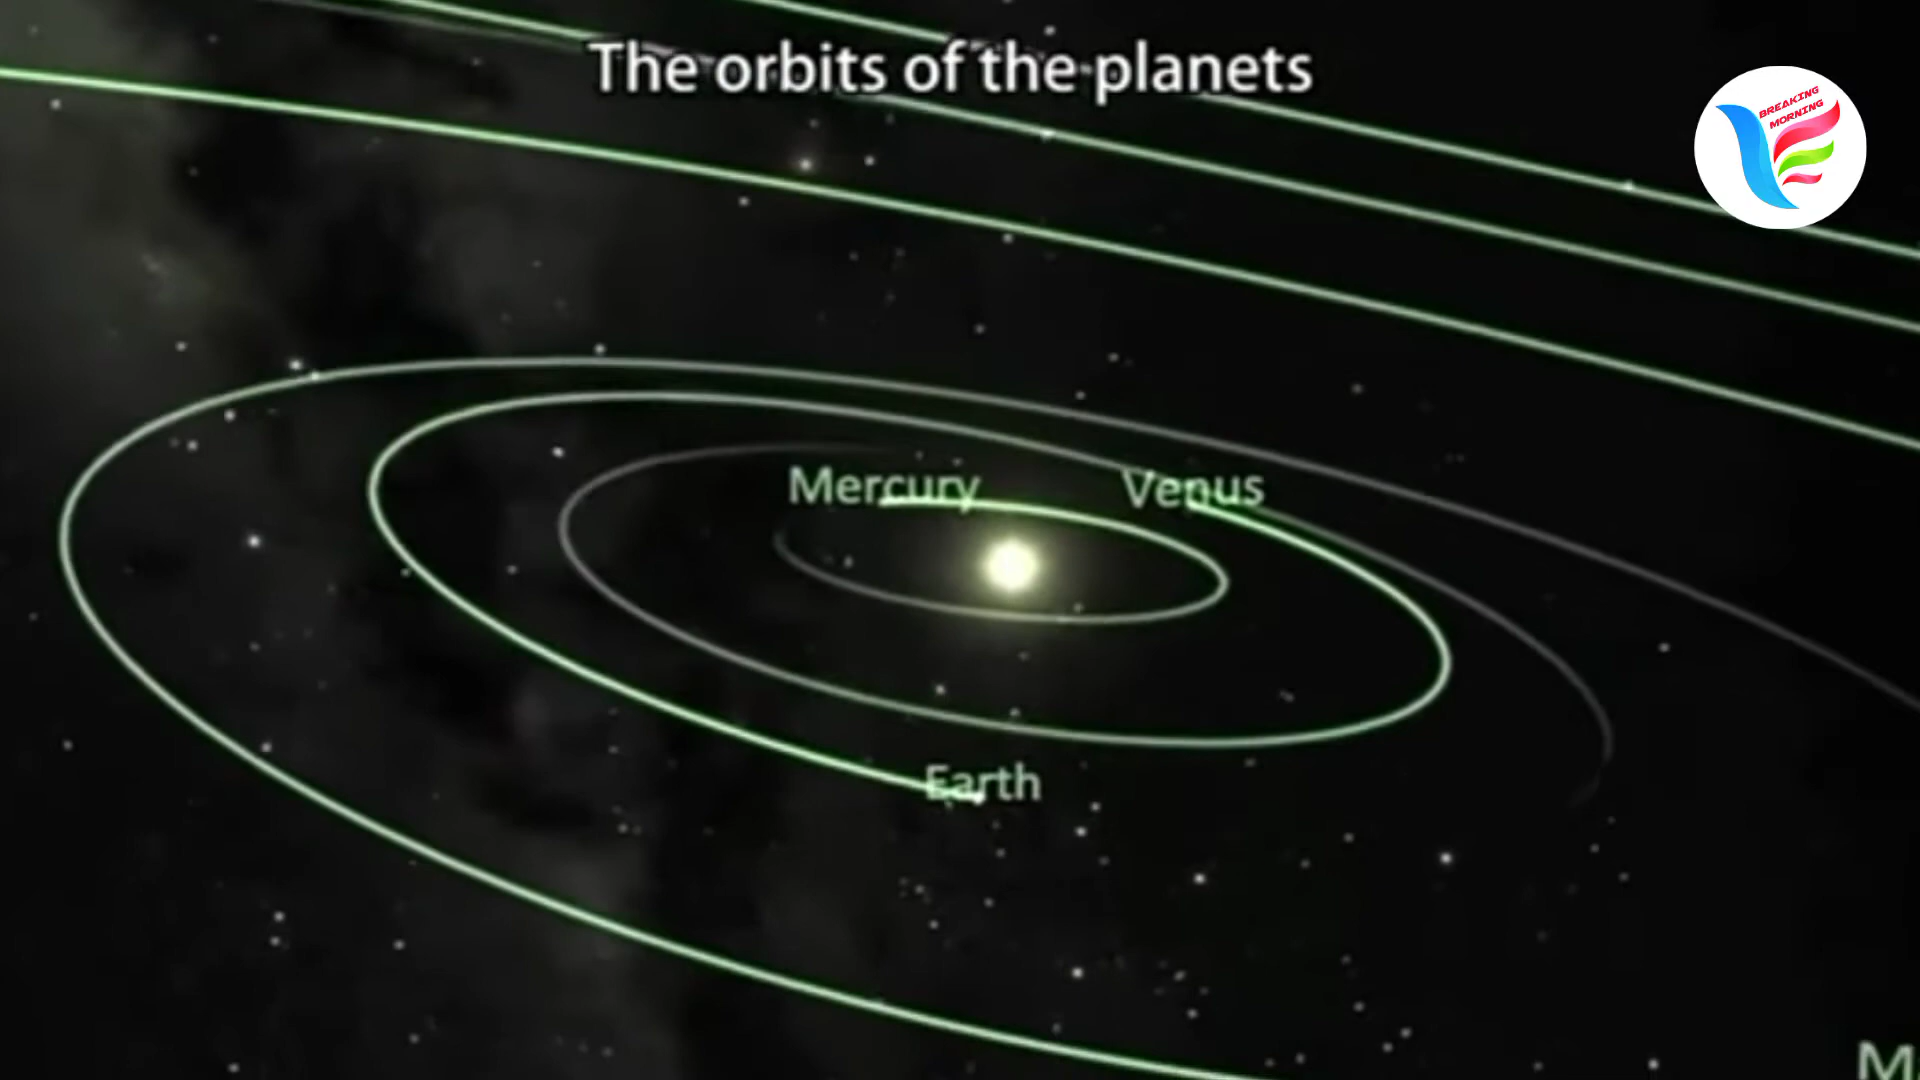 The orbits of the planets
BREAKING
MORNING
Mercury
Venus
Earth